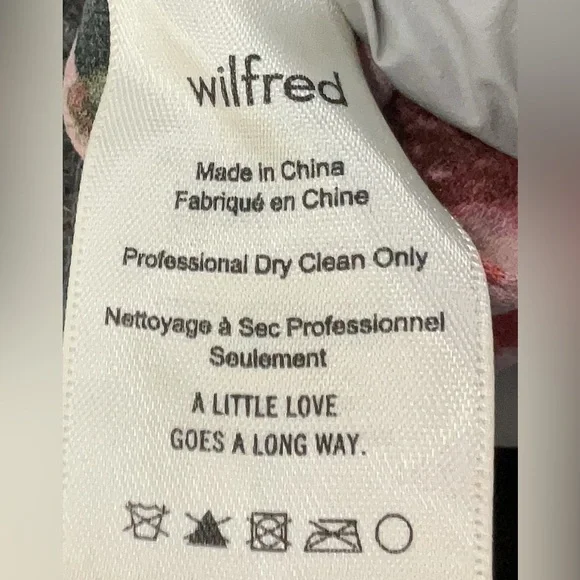 wilfred
Made in China
Fabriqué en Chine
Professional Dry Clean Only
Nettoyage à Sec Professionnel
Seulement
A LITTLE LOVE
GOES A LONG WAY.